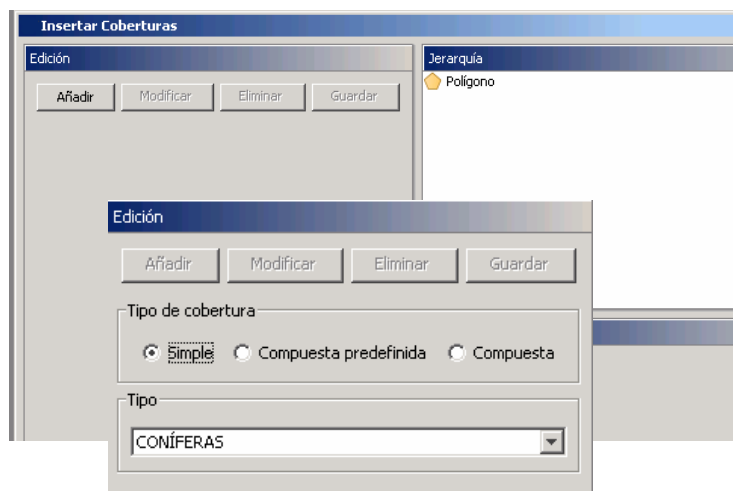 Insertar Coberturas
Edición
Jerarquía
Añadir Modificar Eliminar Guardar
Polígono
Edición
Añadir Modificar Eliminar Guardar
Tipo de cobertura
Simple Compuesta predefinida Compuesta
Tipo
CONÍFERAS